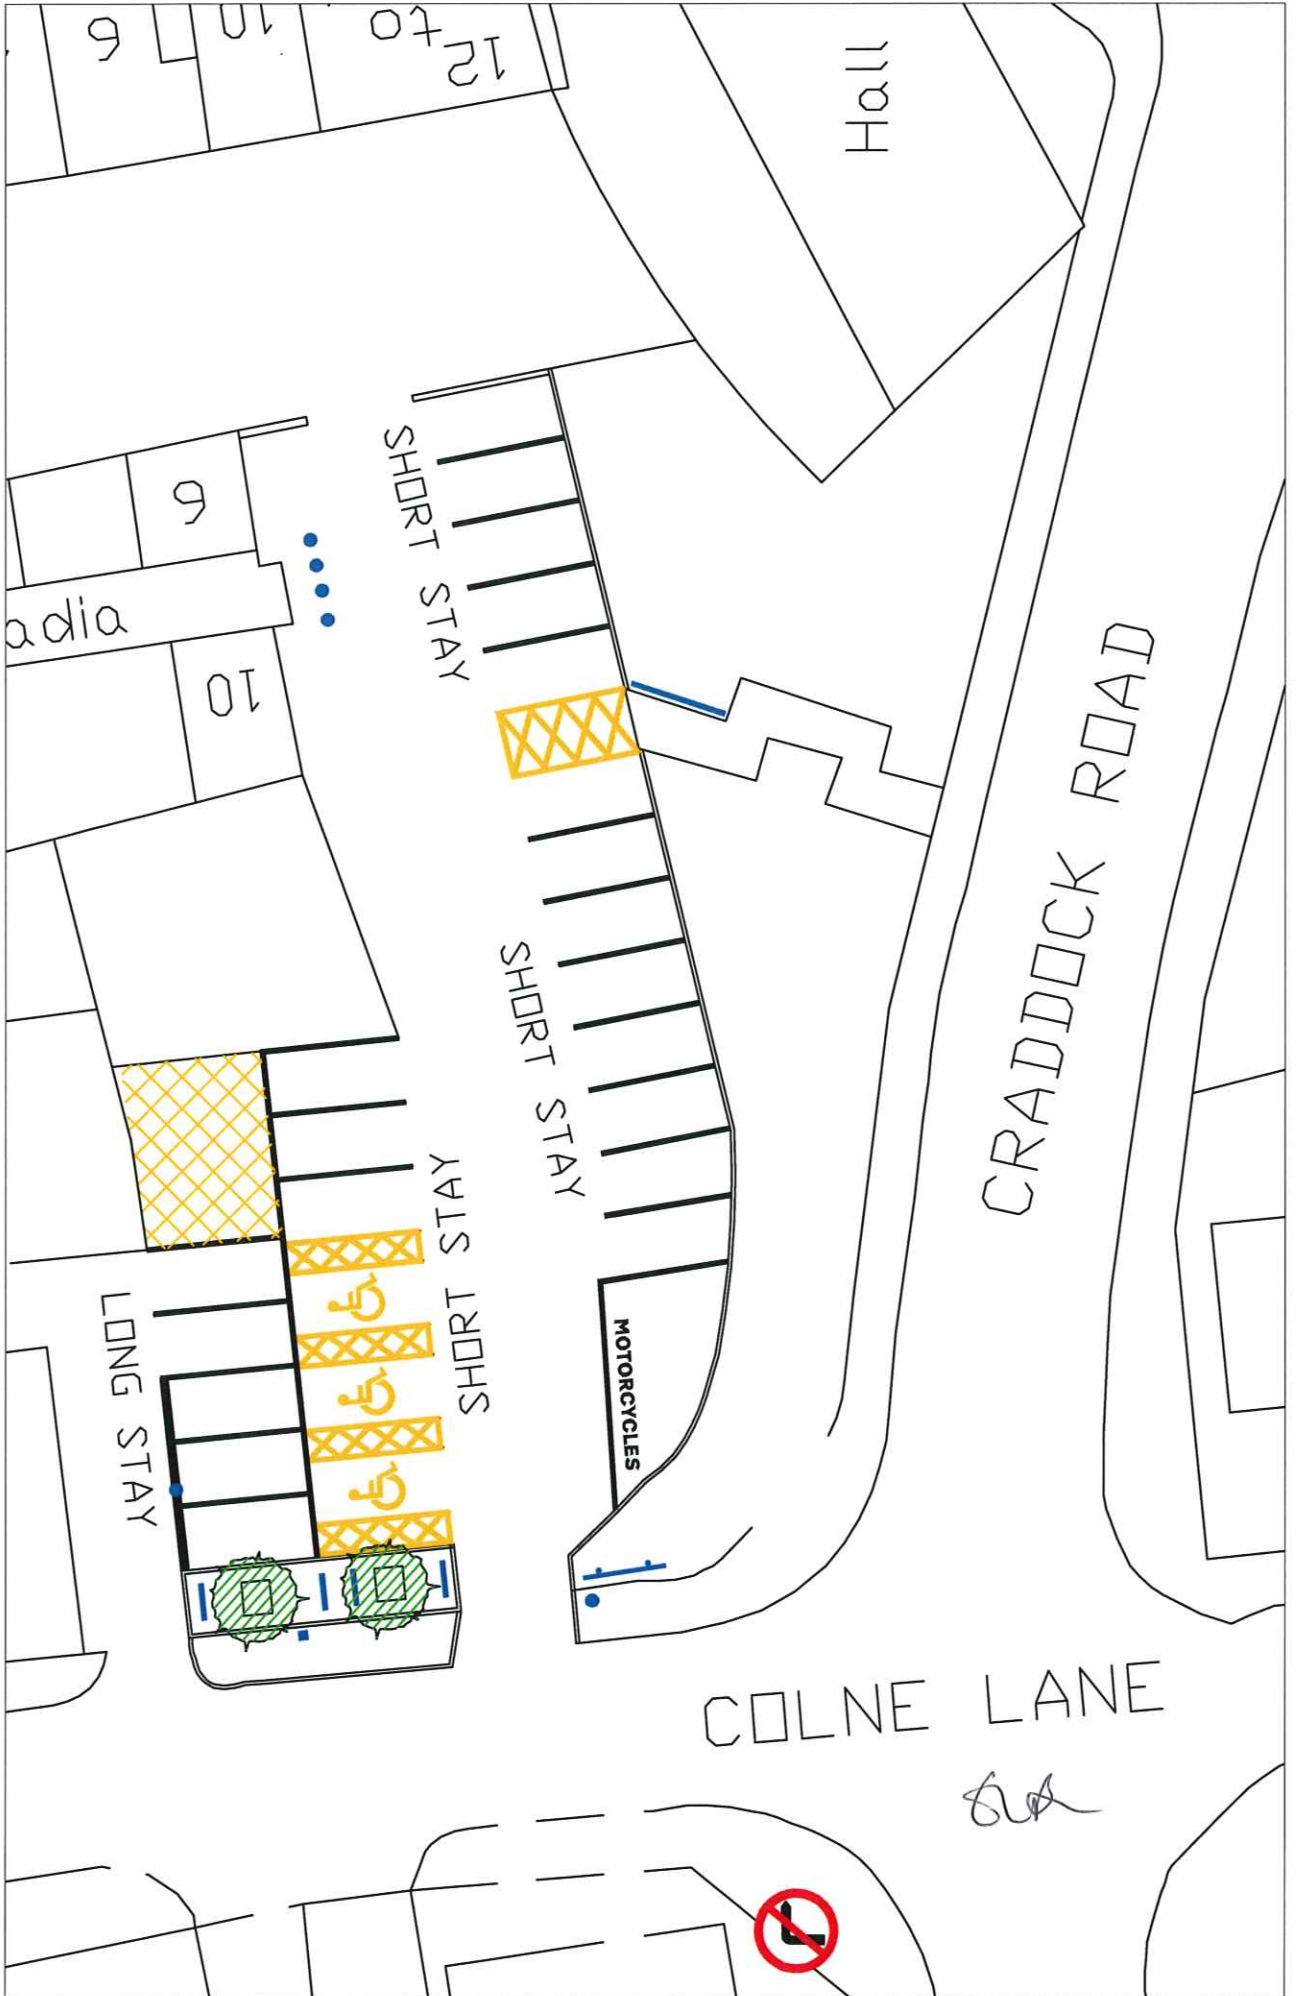 9
10
to
12
Hall
SHORT STAY
9
adia
10
CRADDOCK ROAD
SHORT STAY
SHORT STAY
LONG STAY
MOTORCYCLES
COLNE LANE